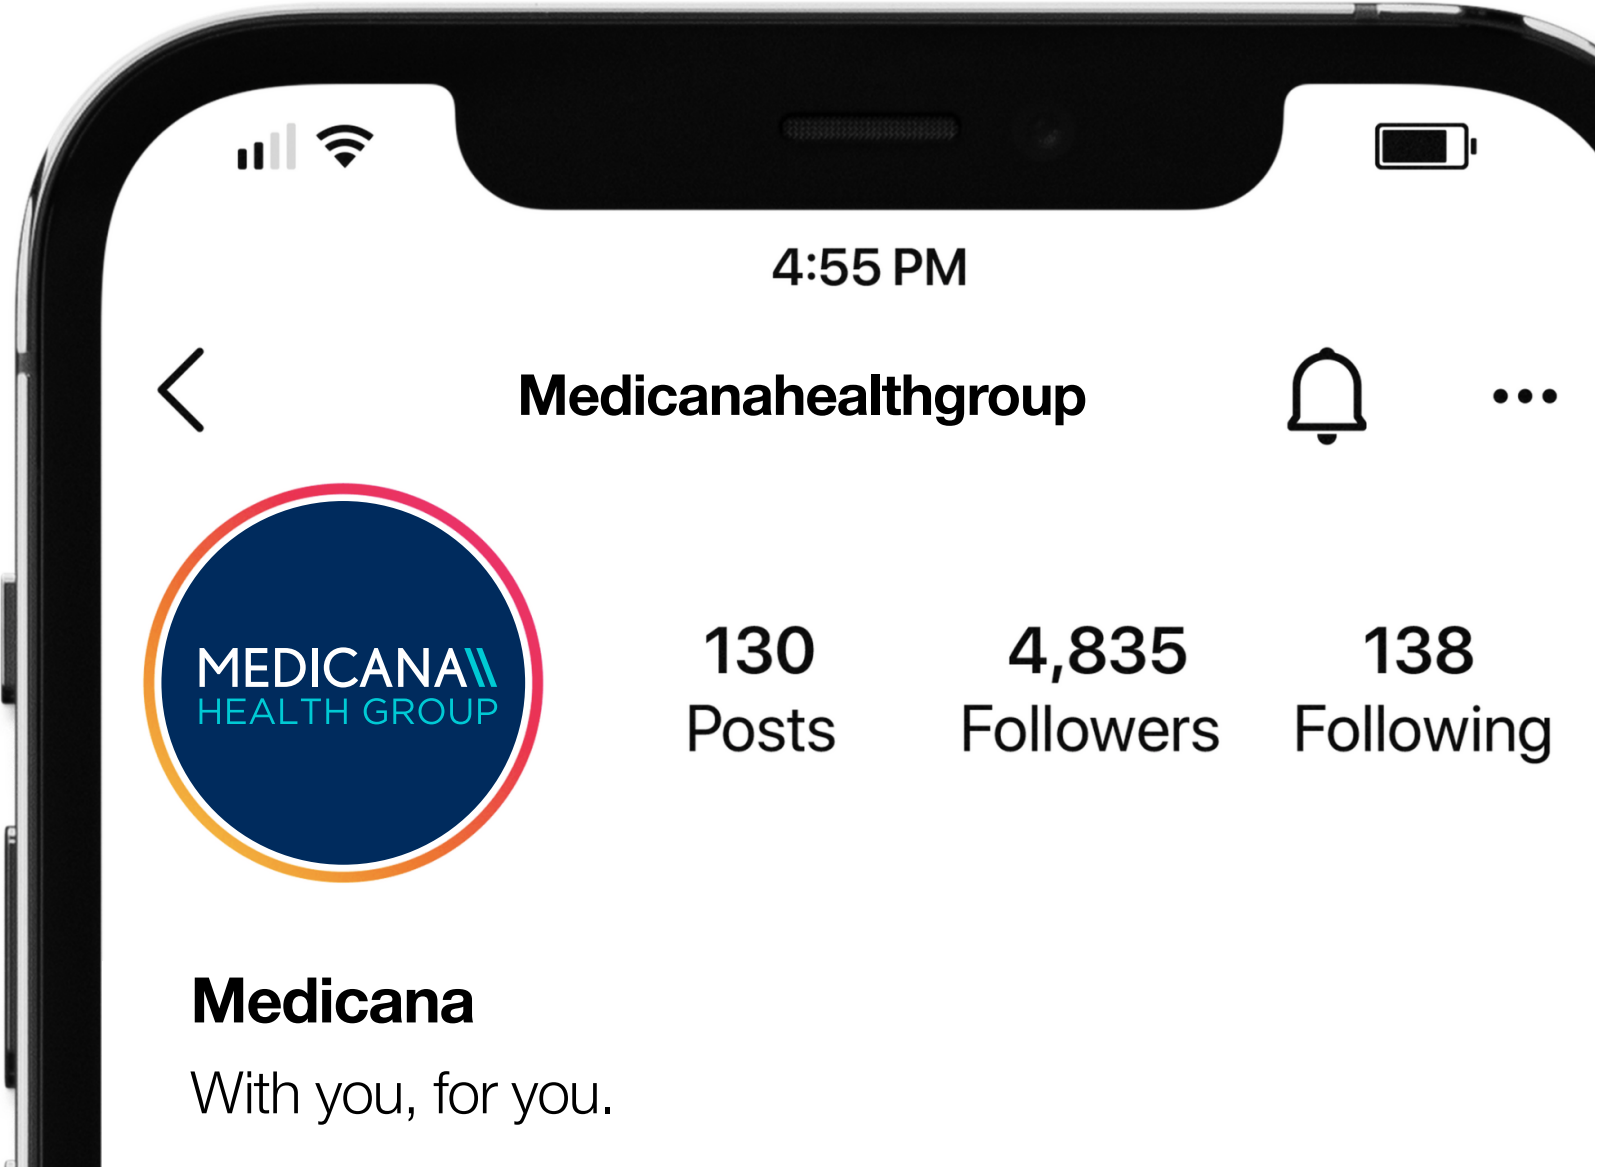 4:55 PM
Medicanahealthgroup
MEDICANA
HEALTH GROUP
130
Posts
4,835
Followers
138
Following
Medicana
With you, for you.